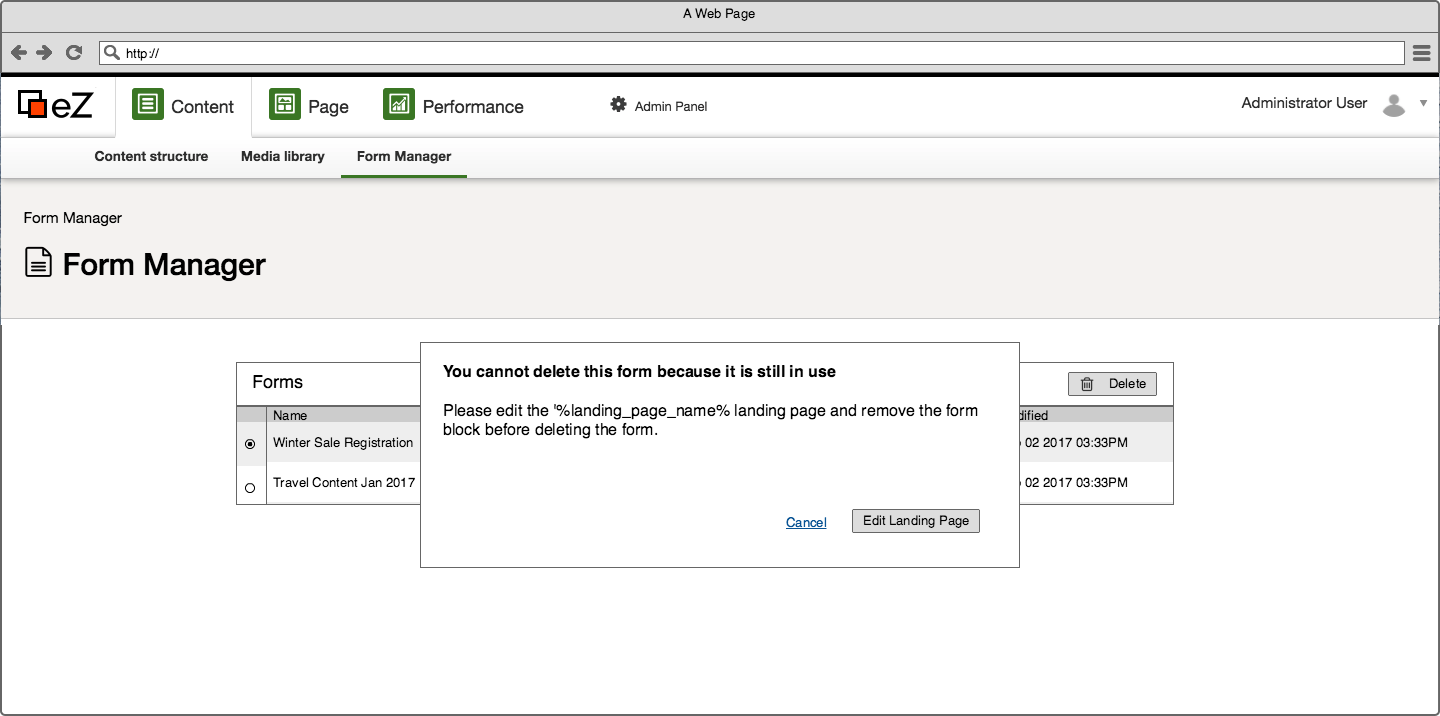 A Web Page
http://
eZ
Content
Page
Performance
Admin Panel
Administrator User
Content structure
Media library
Form Manager
Form Manager
Form Manager
Forms
Delete
Name
dified
Winter Sale Registration
02 2017 03:33PM
Travel Content Jan 2017
02 2017 03:33PM
You cannot delete this form because it is still in use
Please edit the '%landing_page_name% landing page and remove the form
block before deleting the form.
Cancel
Edit Landing Page